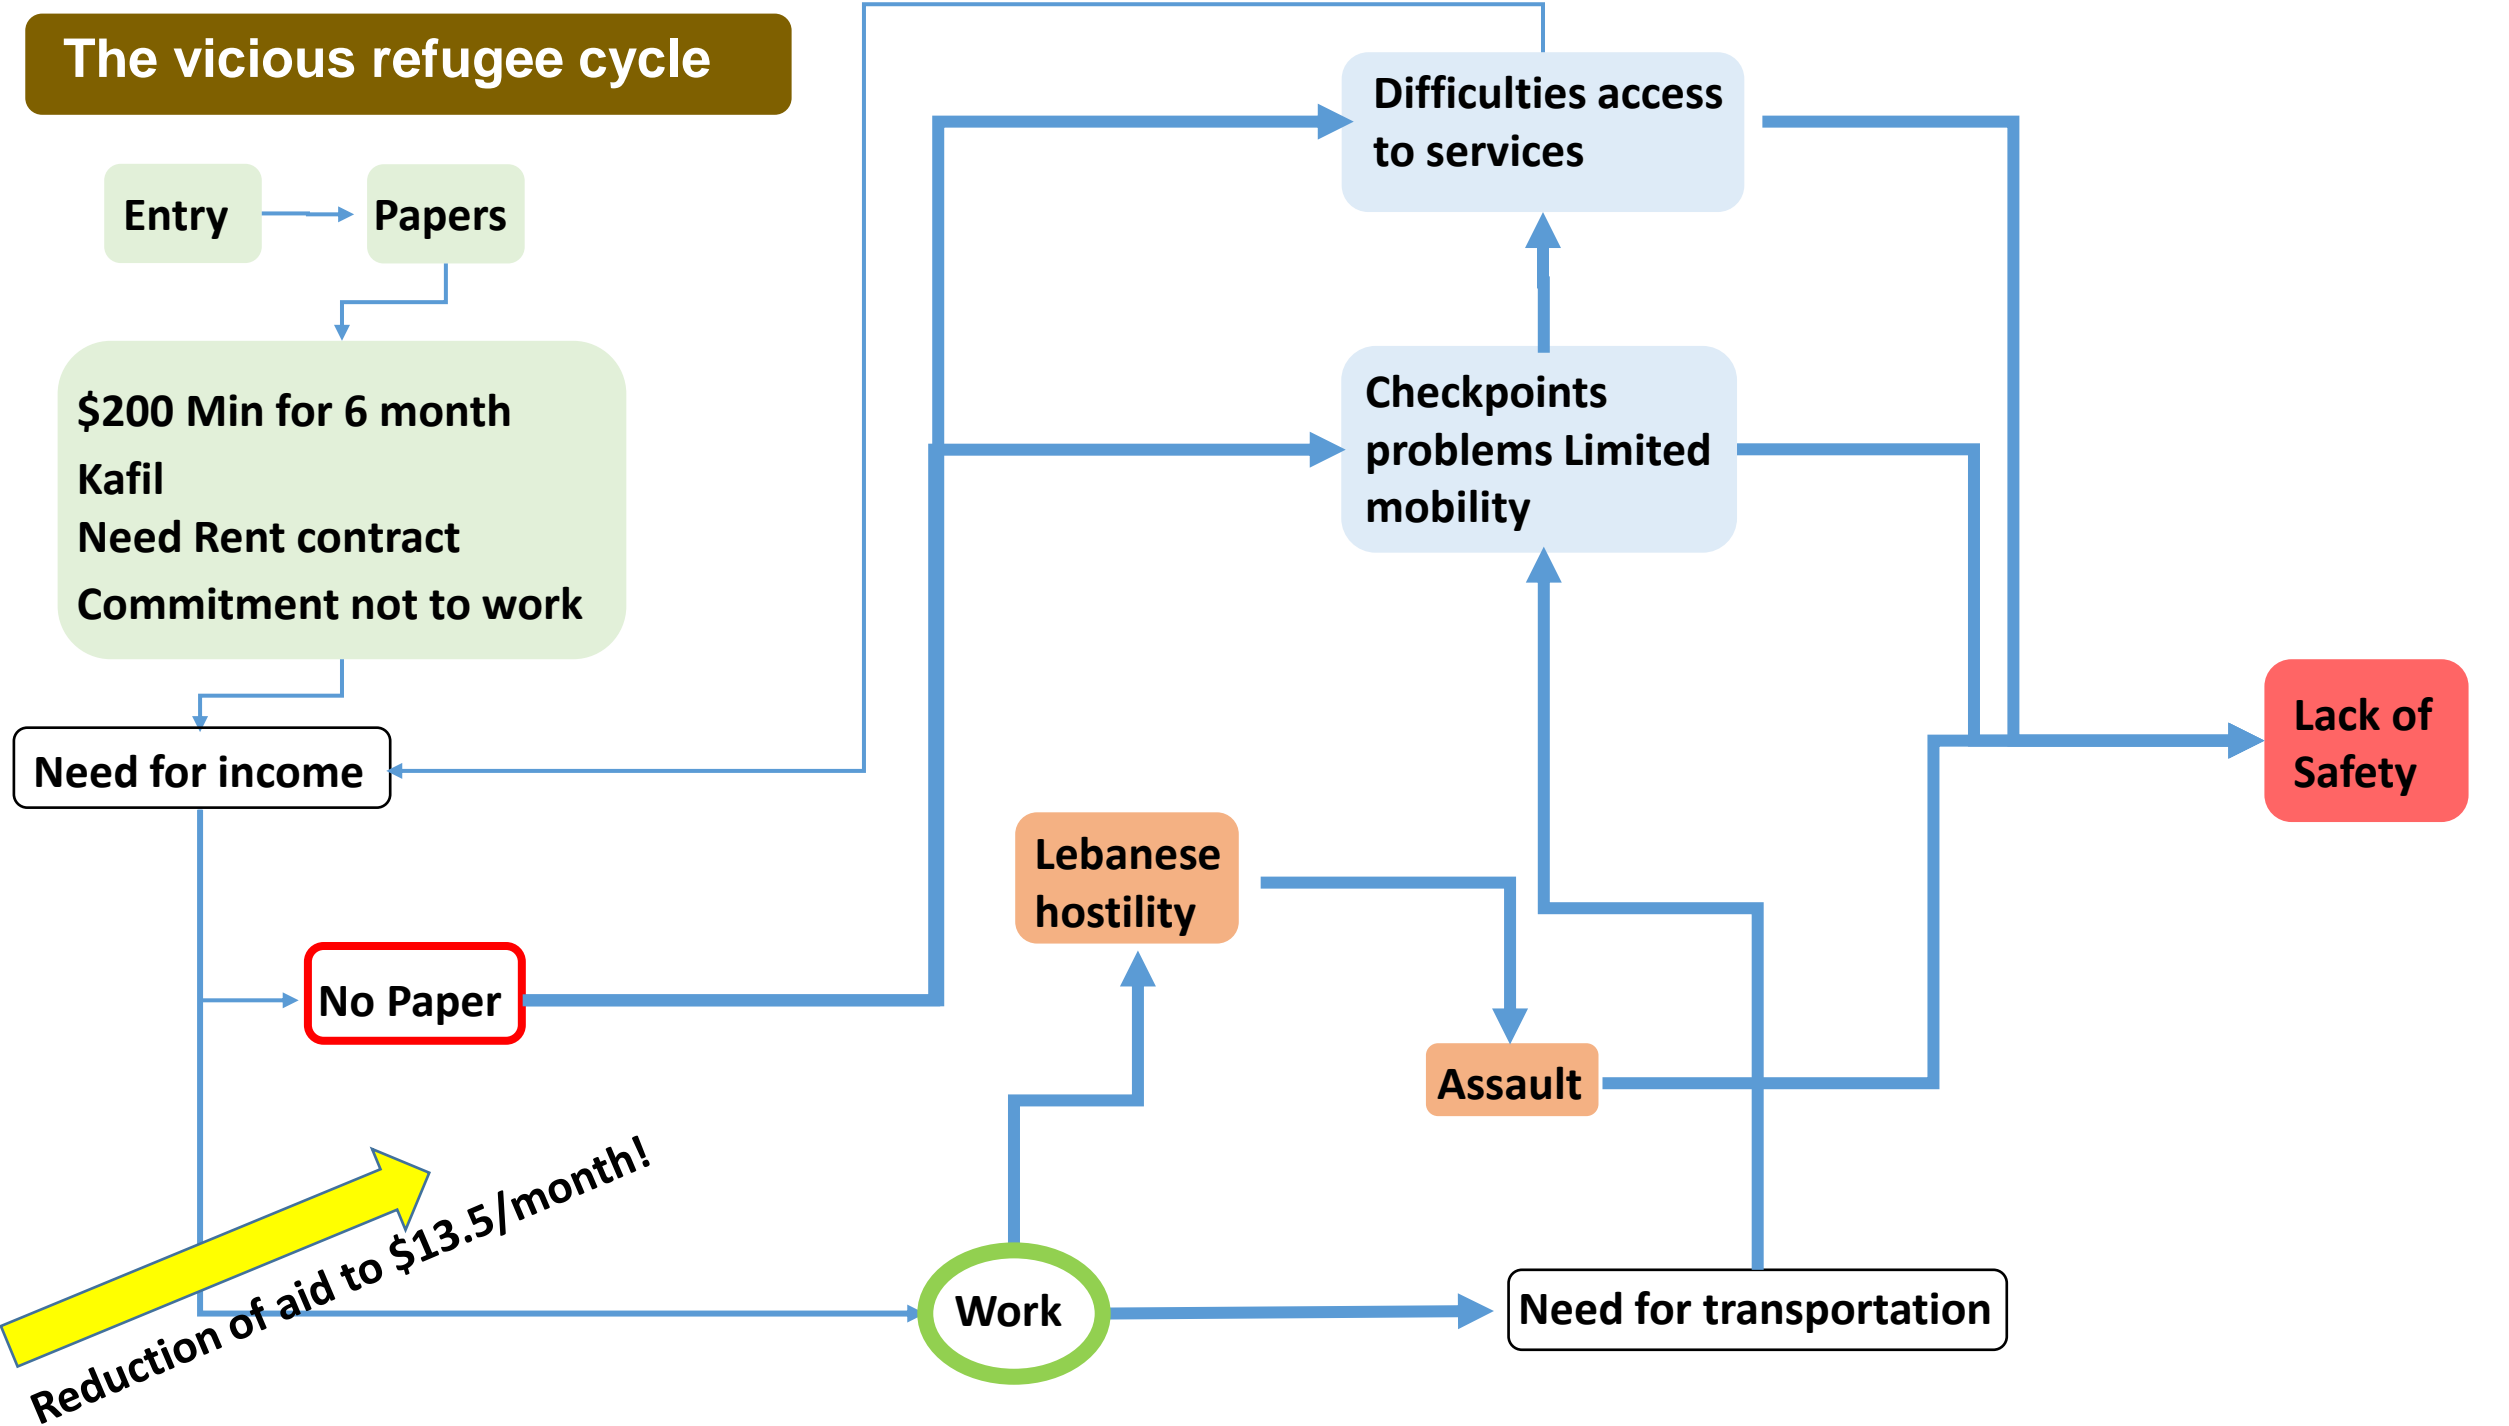 The vicious refugee cycle
Entry
Papers
$200 Min for 6 month
Kafil
Need Rent contract
Commitment not to work
Need for income
No Paper
Reduction of aid to $13.5/month!
Work
Lebanese
hostility
Assault
Need for transportation
Difficulties access
to services
Checkpoints
problems Limited
mobility
Lack of
Safety